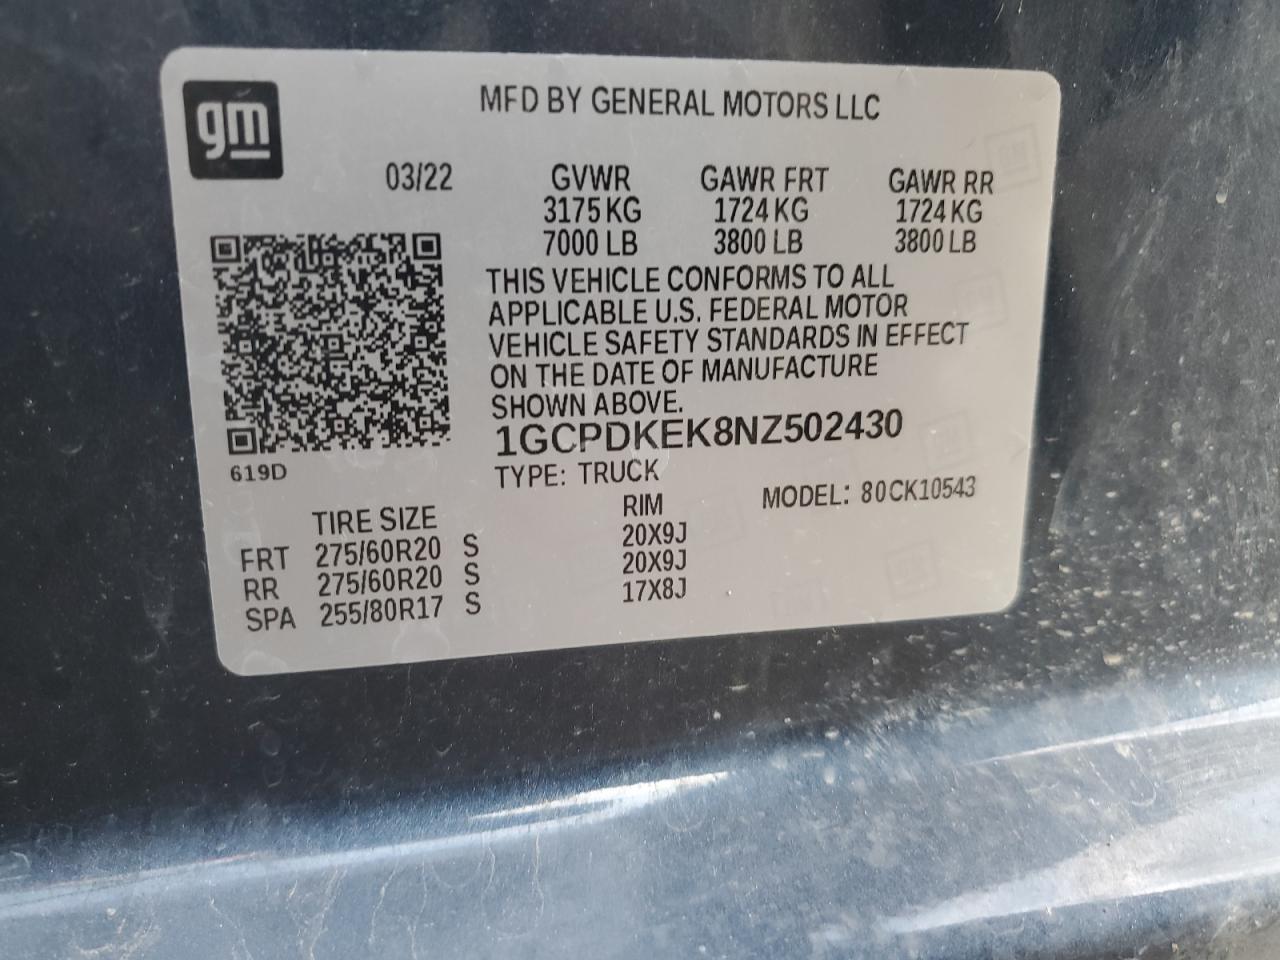 gm
MFD BY GENERAL MOTORS LLC
03/22 GVWR GAWR FRT GAWR RR
3175 KG 1724 KG 1724 KG
7000 LB 3800 LB 3800 LB
THIS VEHICLE CONFORMS TO ALL
APPLICABLE U.S. FEDERAL MOTOR
VEHICLE SAFETY STANDARDS IN EFFECT
ON THE DATE OF MANUFACTURE
SHOWN ABOVE.
1GCPDKEK8NZ502430
619D
TYPE: TRUCK
MODEL: 80CK10543
TIRE SIZE RIM
FRT 275/60R20 S 20X9J
RR 275/60R20 S 20X9J
SPA 255/80R17 S 17X8J